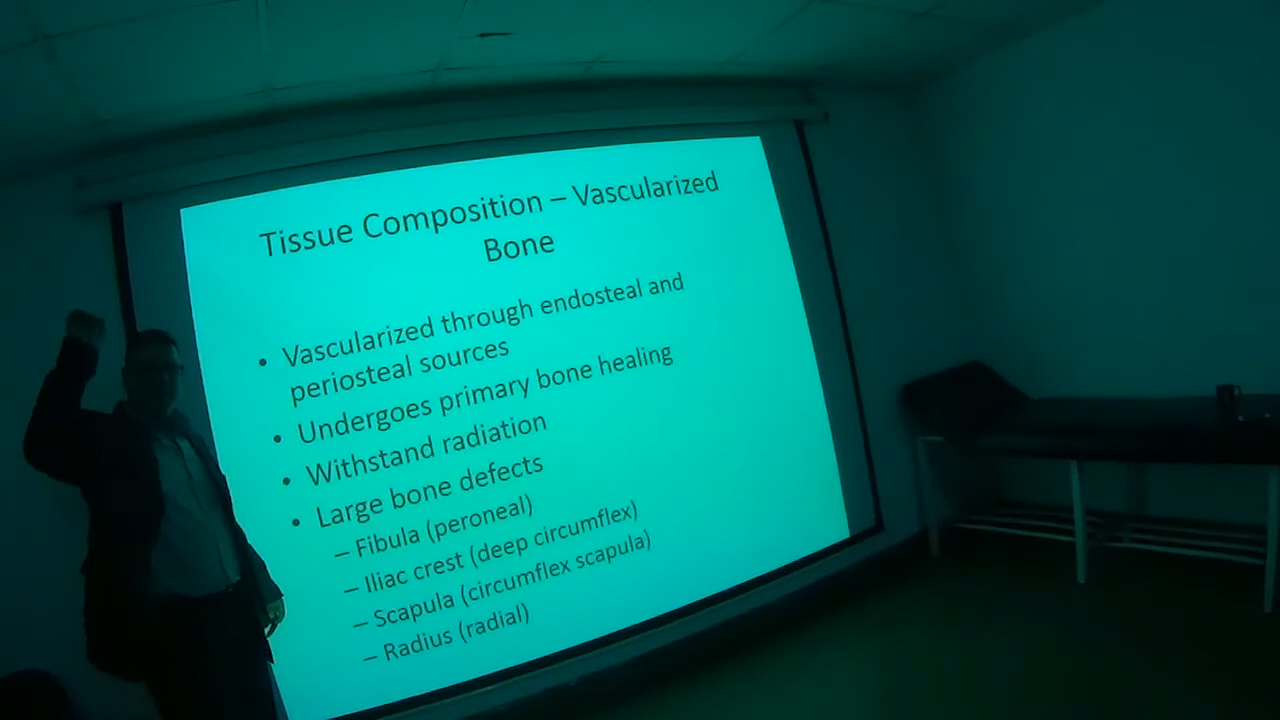 Tissue Composition – Vascularized
Bone
• Vascularized through endosteal and
periosteal sources
• Undergoes primary bone healing
• Withstand radiation
• Large bone defects
– Fibula (peroneal)
– Iliac crest (deep circumflex)
– Scapula (circumflex scapula)
– Radius (radial)